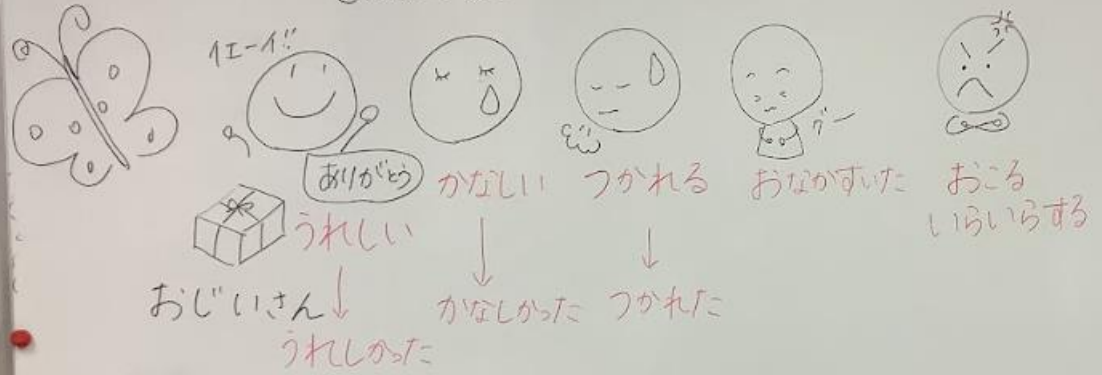 イエーイ!!
ありがとう
うれしい
おじいさん
うれしかった
かなしい
かなしかった
つかれる
つかれた
グー
おなかすいた
おこる
いらいらする